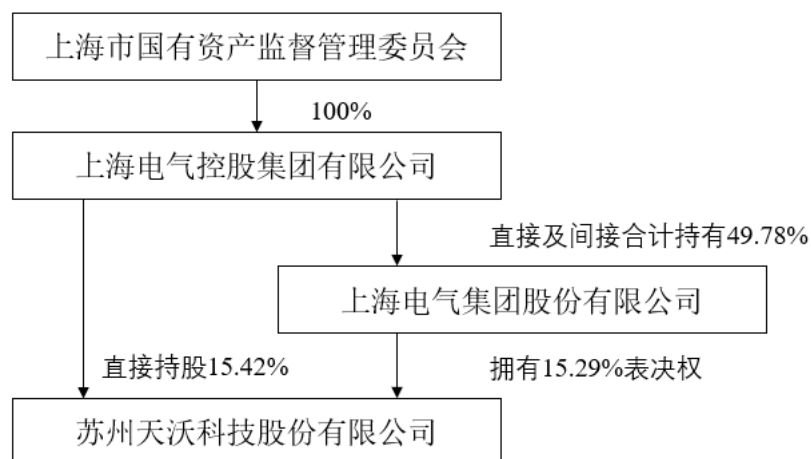 上海市国有资产监督管理委员会
100%
上海电气控股集团有限公司
直接及间接合计持有49.78%
上海电气集团股份有限公司
直接持股15.42%
拥有15.29%表决权
苏州天沃科技股份有限公司